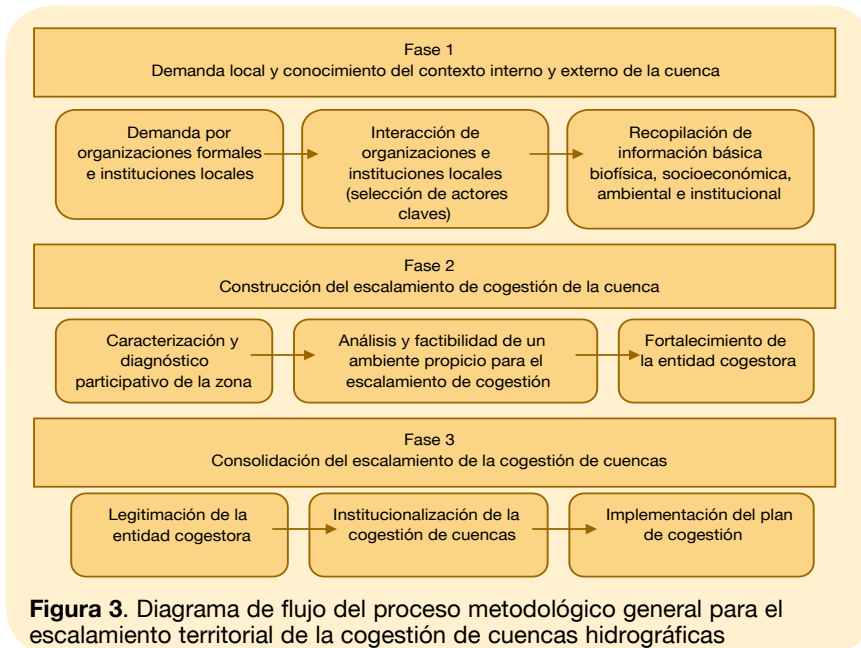 Fase 1
Demanda local y conocimiento del contexto interno y externo de la cuenca
Demanda por
organizaciones formales
e instituciones locales
Interacción de
organizaciones e
instituciones locales
(selección de actores
claves)
Recopilación de
información básica
biofísica, socioeconómica,
ambiental e institucional
Fase 2
Construcción del escalamiento de cogestión de la cuenca
Caracterización y
diagnóstico
participativo de la zona
Análisis y factibilidad de un
ambiente propicio para el
escalamiento de cogestión
Fortalecimiento de
la entidad cogestora
Fase 3
Consolidación del escalamiento de la cogestión de cuencas
Legitimación de la
entidad cogestora
Institucionalización de la
cogestión de cuencas
Implementación del plan
de cogestión
Figura 3. Diagrama de flujo del proceso metodológico general para el
escalamiento territorial de la cogestión de cuencas hidrográficas